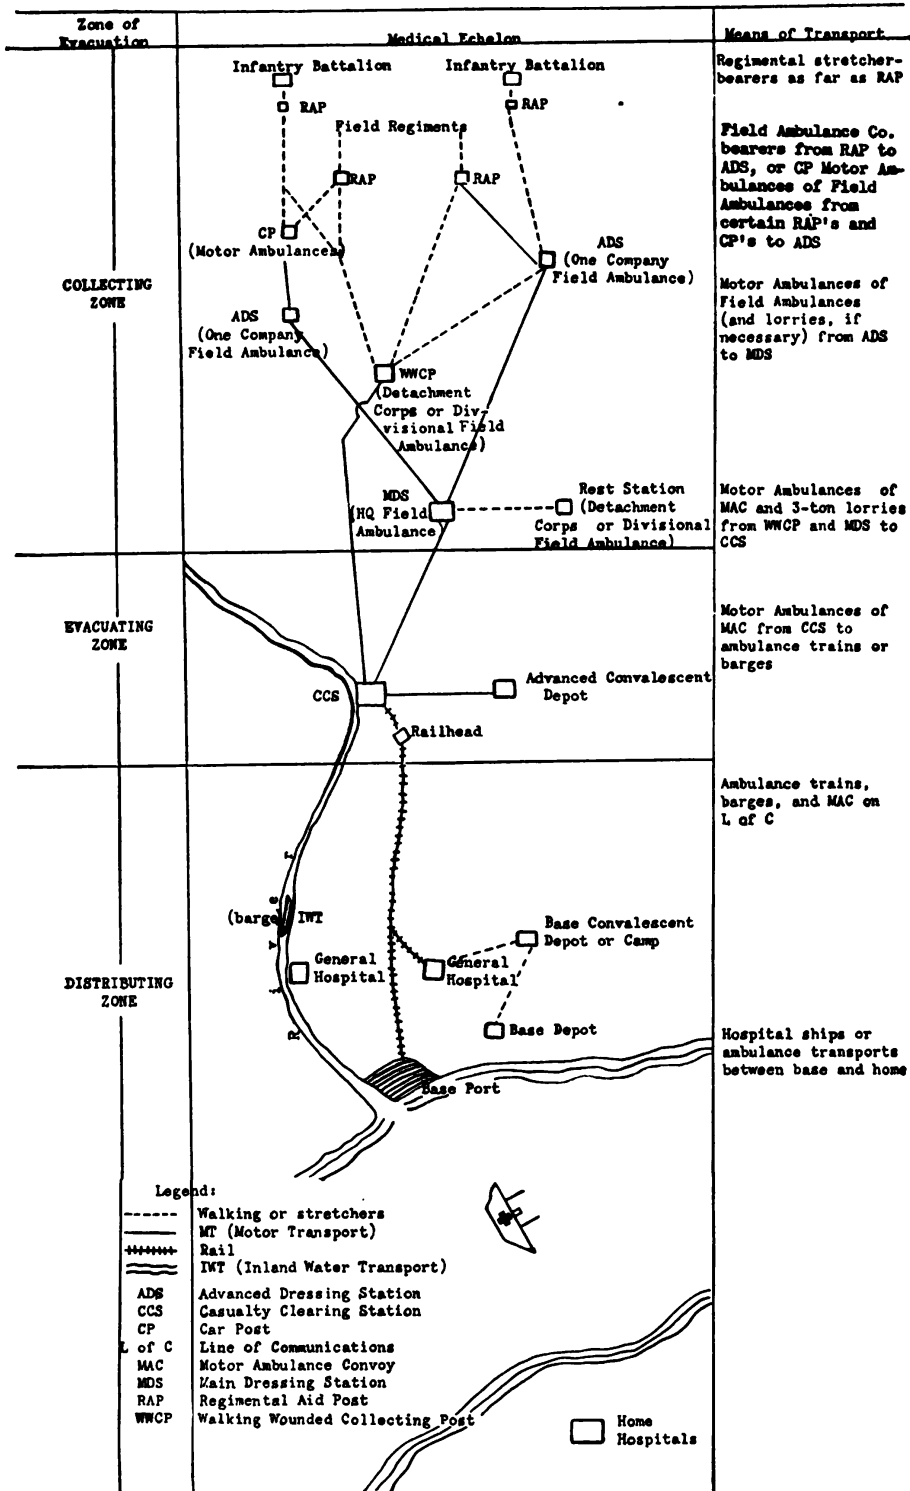 Zone of
Evacuation
Medical Echelon
Means of Transport
Infantry Battalion
Infantry Battalion
RAP
RAP
Field Regiments
RAP
RAP
CP
(Motor Ambulances)
ADS
(One Company
Field Ambulance)
ADS
(One Company
Field Ambulance)
WWCP
(Detachment
Corps or Div-
visional Field
Ambulance)
MDS
(HQ Field
Ambulance)
Rest Station
(Detachment
Corps or Divisional
Field Ambulance)
COLLECTING
ZONE
Regimental stretcher-
bearers as far as RAP
Field Ambulance Co.
bearers from RAP to
ADS, or CP Motor Am-
bulances of Field
Ambulances from
certain RAP's and
CP's to ADS
Motor Ambulances of
Field Ambulances
(and lorries, if
necessary) from ADS
to MDS
Motor Ambulances of
MAC and 3-ton lorries
from WWCP and MDS to
CCS
EVACUATING
ZONE
CCS
Advanced Convalescent
Depot
Railhead
Motor Ambulances of
MAC from CCS to
ambulance trains or
barges
DISTRIBUTING
ZONE
River
(barge)
IWT
General
Hospital
General
Hospital
Base Convalescent
Depot or Camp
Base Depot
Base Port
Ambulance trains,
barges, and MAC on
L of C
Hospital ships or
ambulance transports
between base and home
Legend:
Walking or stretchers
MT (Motor Transport)
Rail
IWT (Inland Water Transport)
ADS Advanced Dressing Station
CCS Casualty Clearing Station
CP Car Post
L of C Line of Communications
MAC Motor Ambulance Convoy
MDS Main Dressing Station
RAP Regimental Aid Post
WWCP Walking Wounded Collecting Post
Home
Hospitals